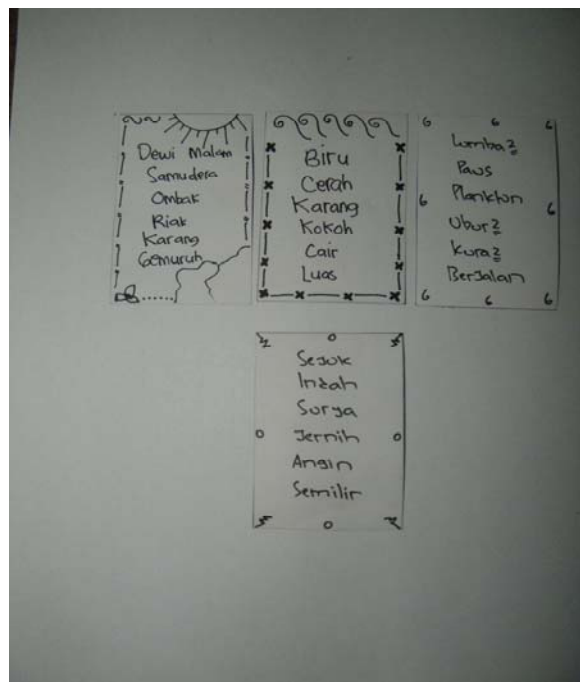 Dewi Malam
Samudera
Ombak
Riak
Karang
Gemuruh
Biru
Cerah
Karang
Kokoh
Cair
Luas
Lumba2
Paus
Plankton
Ubur2
Kura2
Berjalan
Sejuk
Indah
Surya
Jernih
Angin
Semilir